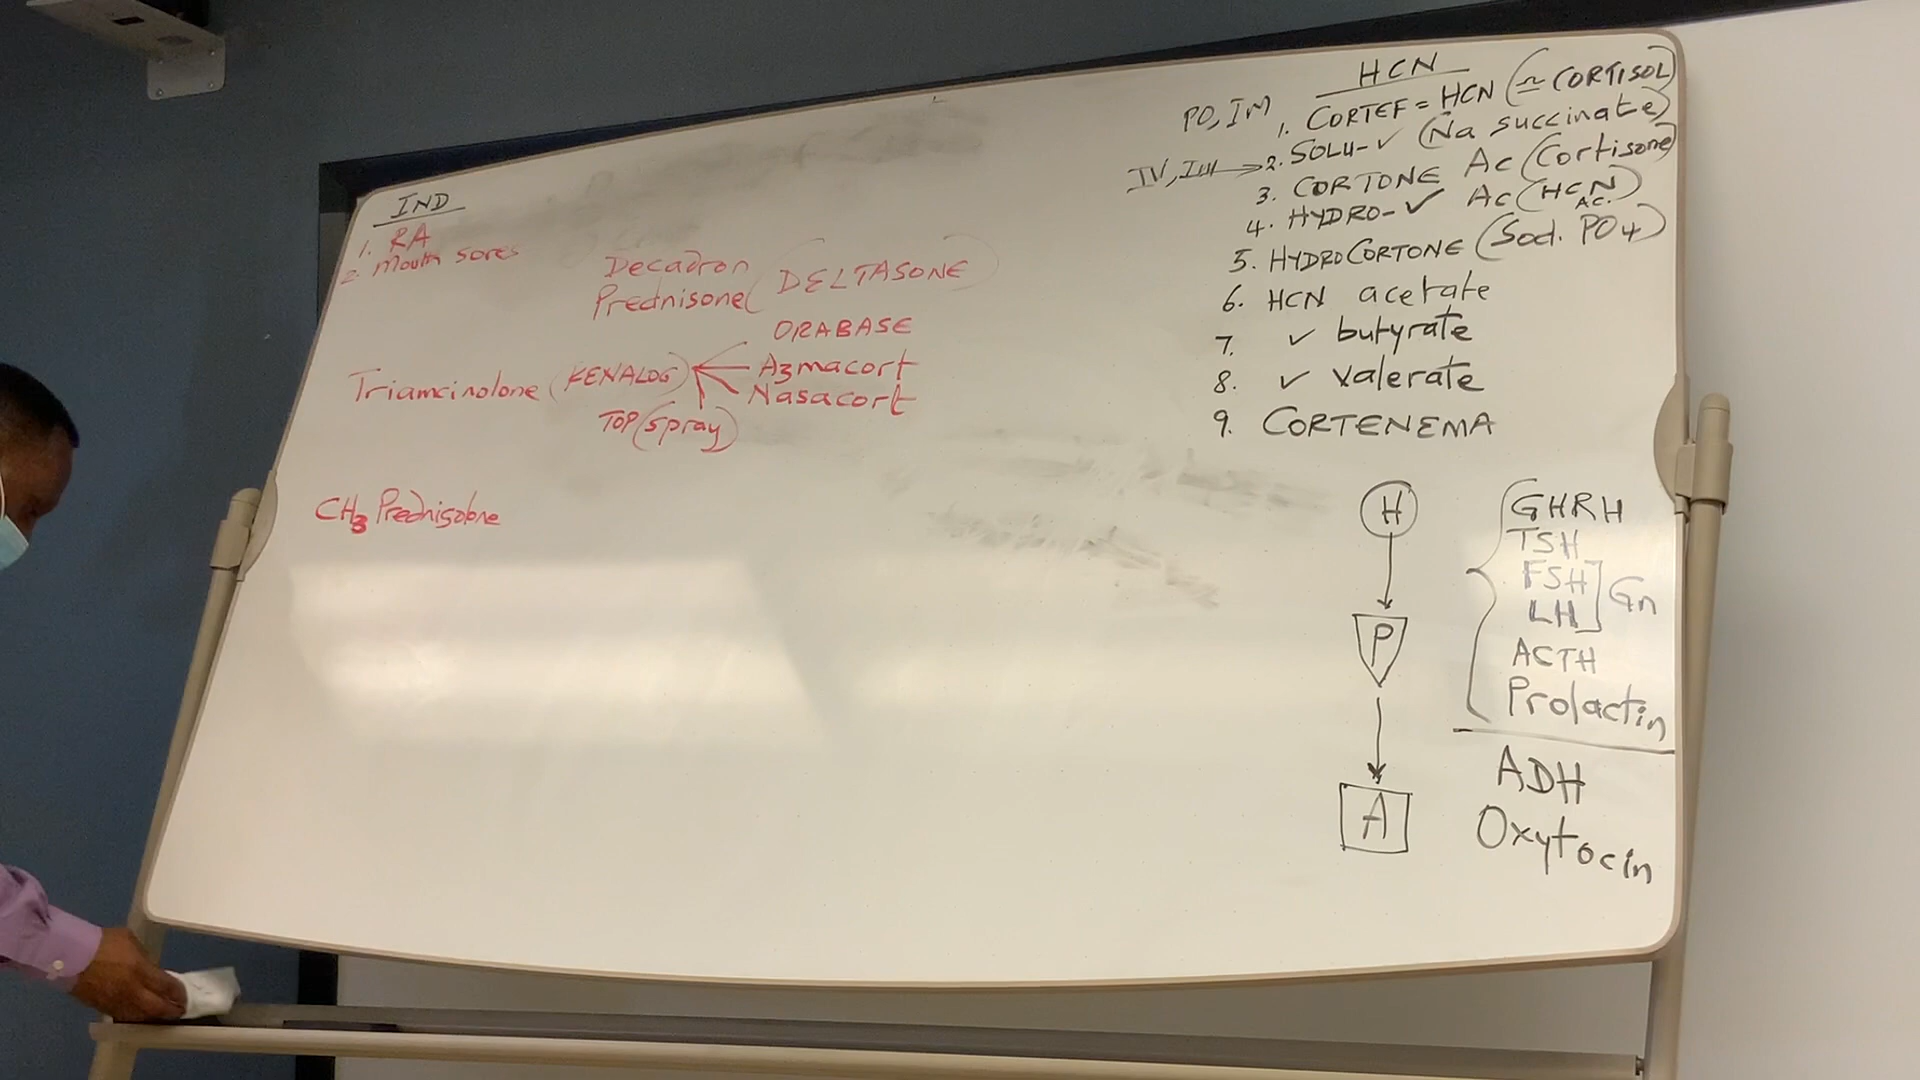 IND
1. RA
2. Mouth sores
Decadron
Prednisone (DELTASONE)
ORABASE
Triamcinolone (KENALOG) Azmacort
Nasacort
TOP (spray)
CH3 Prednisolone
HCN
PO, IM 1. CORTEF = HCN (≃ CORTISOL)
IV, IM → 2. SOLU- ✓ (Na succinate)
3. CORTONE Ac (Cortisone)
4. HYDRO- ✓ Ac (HCN AC.)
5. HYDROCORTONE (Sod. PO4)
6. HCN acetate
7. ✓ butyrate
8. ✓ valerate
9. CORTENEMA
H
P
A
GHRH
TSH
FSH
LH
Gn
ACTH
Prolactin
ADH
Oxytocin